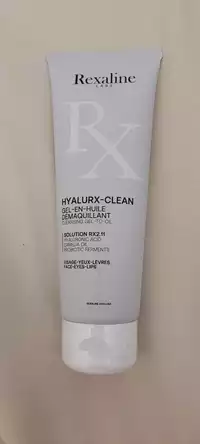 Rexaline
LABS
RX
HYALURX-CLEAN
GEL-EN-HUILE
DÉMAQUILLANT
CLEANSING GEL-TO-OIL
SOLUTION RX2.11
HYALURONIC ACID
PROBIOTIC FERMENTS
VISAGE-YEUX-LÈVRES
FACE-EYES-LIPS